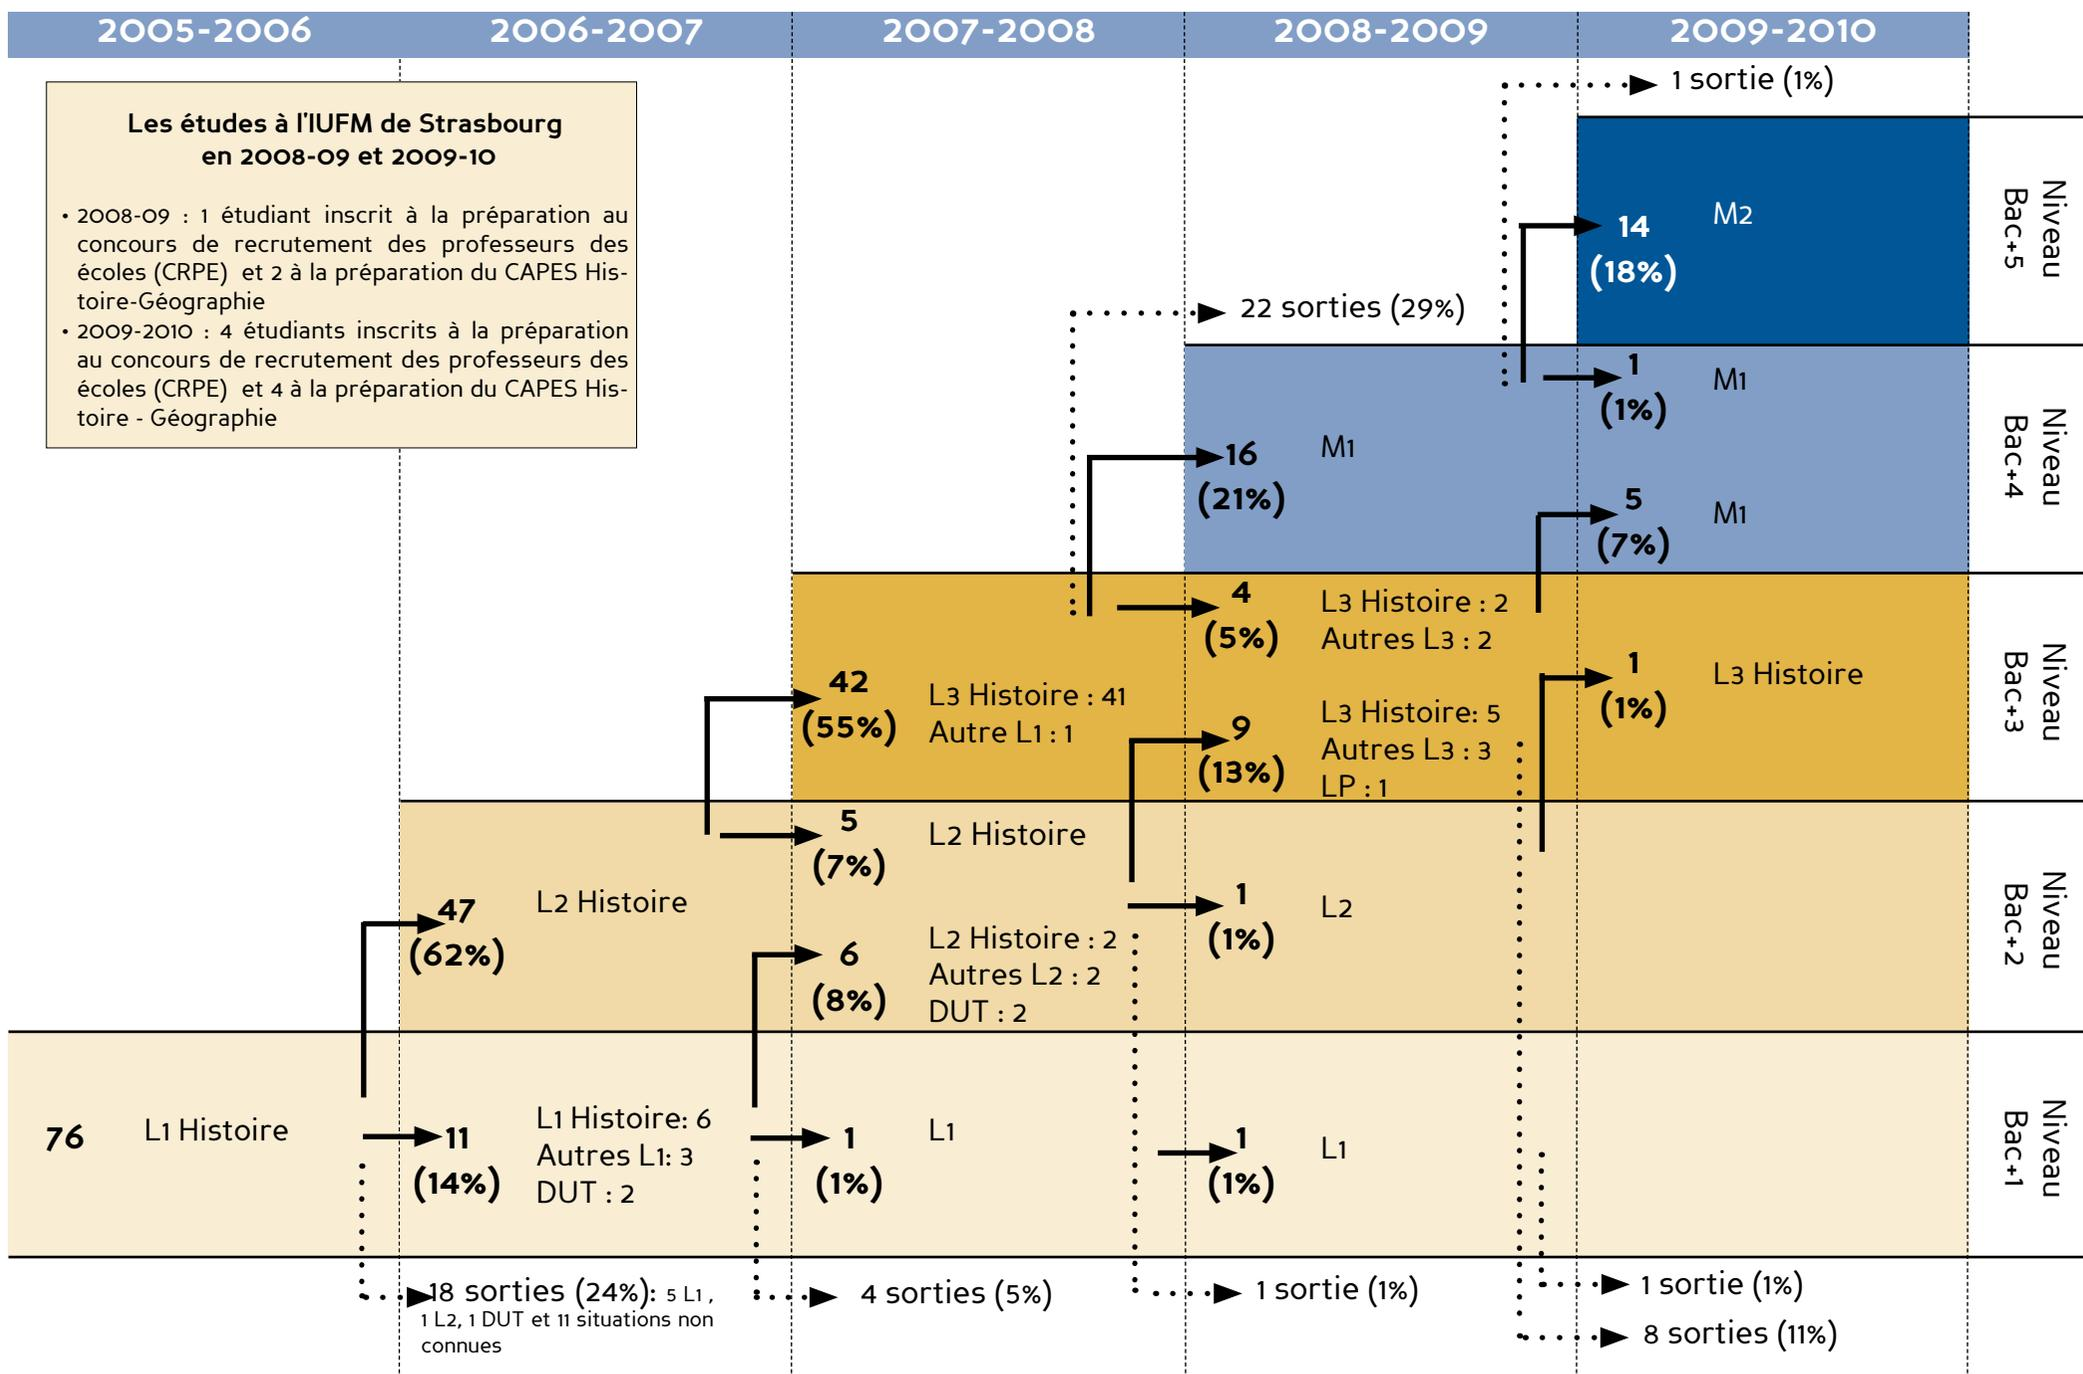 2005-2006
2006-2007
2007-2008
2008-2009
2009-2010
Les études à l'IUFM de Strasbourg
en 2008-09 et 2009-10
• 2008-09 : 1 étudiant inscrit à la préparation au
concours de recrutement des professeurs des
écoles (CRPE) et 2 à la préparation du CAPES His-
toire-Géographie
• 2009-2010 : 4 étudiants inscrits à la préparation
au concours de recrutement des professeurs des
écoles (CRPE) et 4 à la préparation du CAPES His-
toire - Géographie
1 sortie (1%)
14
(18%)
M2
Niveau
Bac+5
22 sorties (29%)
16
(21%)
M1
1
(1%)
M1
5
(7%)
M1
Niveau
Bac+4
42
(55%)
L3 Histoire : 41
Autre L1 : 1
4
(5%)
L3 Histoire : 2
Autres L3 : 2
9
(13%)
L3 Histoire: 5
Autres L3 : 3
LP : 1
1
(1%)
L3 Histoire
Niveau
Bac+3
47
(62%)
L2 Histoire
5
(7%)
L2 Histoire
6
(8%)
L2 Histoire : 2
Autres L2 : 2
DUT : 2
1
(1%)
L2
Niveau
Bac+2
76
L1 Histoire
11
(14%)
L1 Histoire: 6
Autres L1: 3
DUT : 2
1
(1%)
L1
1
(1%)
L1
Niveau
Bac+1
18 sorties (24%): 5 L1 ,
1 L2, 1 DUT et 11 situations non
connues
4 sorties (5%)
1 sortie (1%)
1 sortie (1%)
8 sorties (11%)